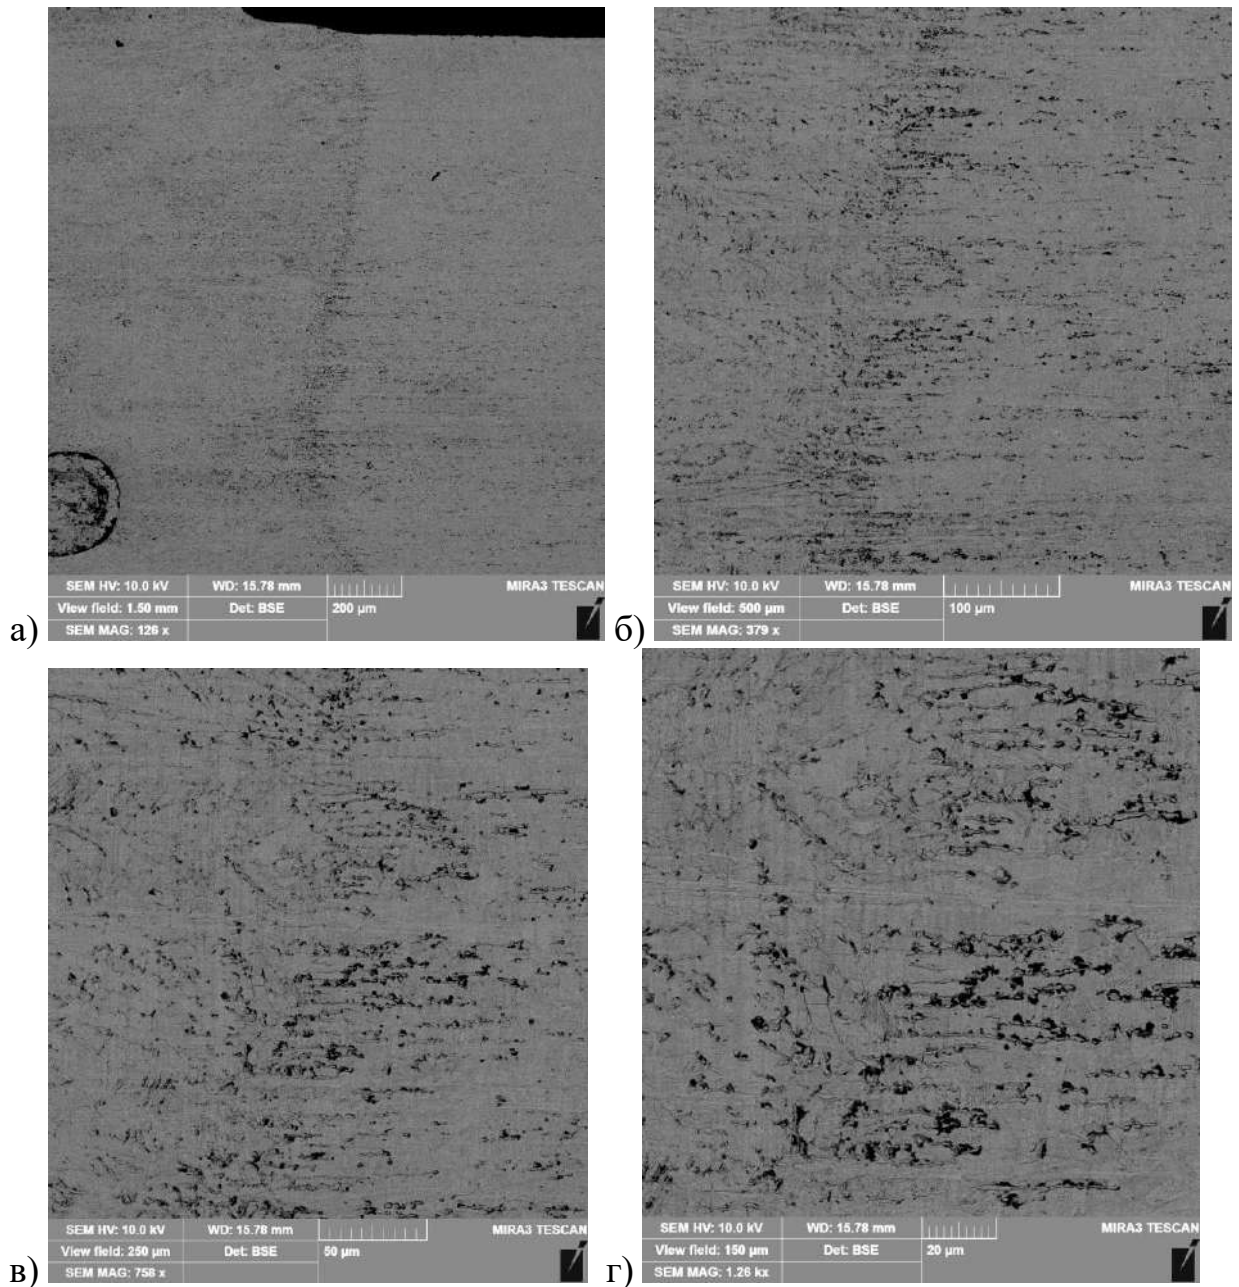 SEM HV: 10.0 kV WD: 15.78 mm MIRA3 TESCAN
View field: 1.50 mm Det: BSE 200 µm
SEM MAG: 126 x
а)
SEM HV: 10.0 kV WD: 15.78 mm MIRA3 TESCAN
View field: 500 µm Det: BSE 100 µm
SEM MAG: 379 x
б)
SEM HV: 10.0 kV WD: 15.78 mm MIRA3 TESCAN
View field: 250 µm Det: BSE 50 µm
SEM MAG: 758 x
в)
SEM HV: 10.0 kV WD: 15.78 mm MIRA3 TESCAN
View field: 150 µm Det: BSE 20 µm
SEM MAG: 1.26 kx
г)